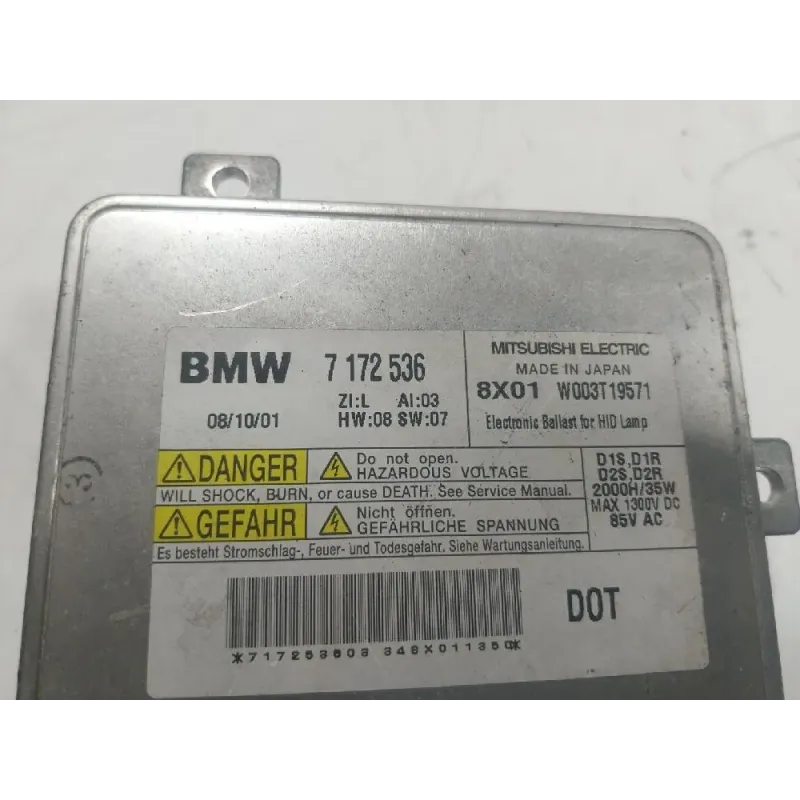 BMW 7 172 536
ZI:L AI:03
08/10/01 HW:08 SW:07
MITSUBISHI ELECTRIC
MADE IN JAPAN
8X01 W003T19571
Electronic Ballast for HID Lamp
DANGER Do not open.
HAZARDOUS VOLTAGE
WILL SHOCK, BURN, or cause DEATH. See Service Manual.
GEFAHR Nicht öffnen.
GEFÄHRLICHE SPANNUNG
Es besteht Stromschlag-, Feuer- und Todesgefahr. Siehe Wartungsanleitung.
D1S,D1R
D2S,D2R
2000H/35W
MAX 1300V DC
85V AC
DOT
*717253603 348X011350*
(3)